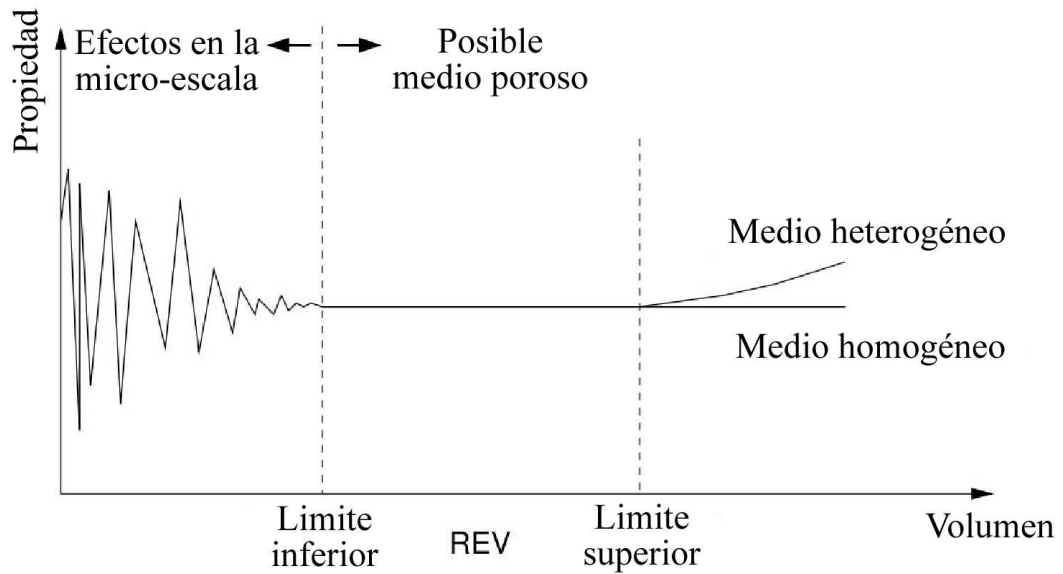 Propiedad
Efectos en la
micro-escala
Posible
medio poroso
Medio heterogéneo
Medio homogéneo
Limite
inferior
REV
Limite
superior
Volumen